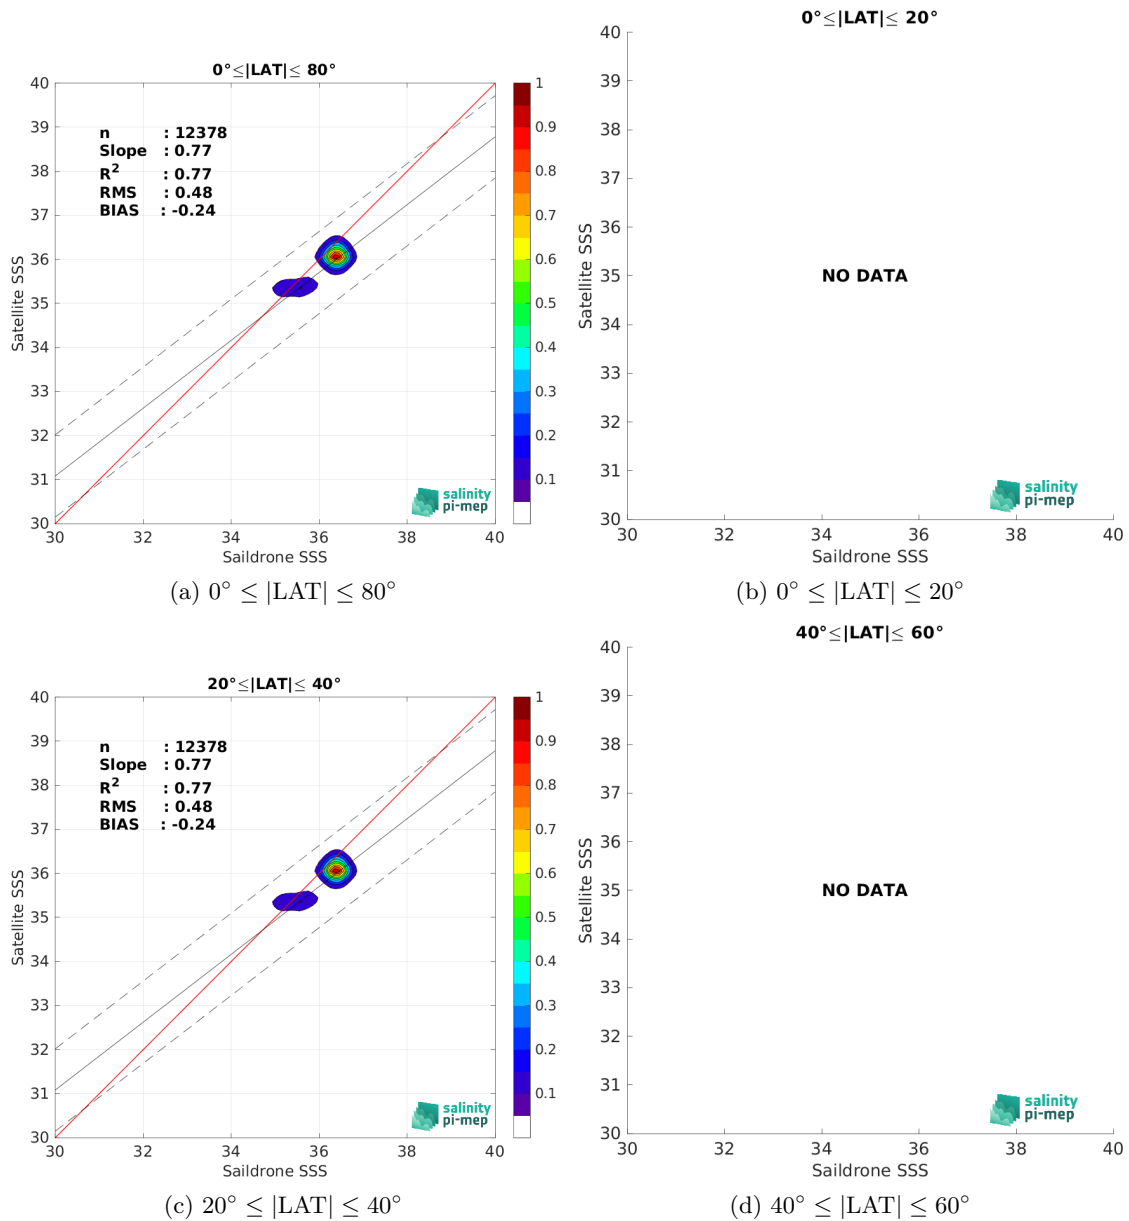 0°≤|LAT|≤ 80°
40
39
38
37
36
35
34
33
32
31
30
30 32 34 36 38 40
Satellite SSS
Saildrone SSS
n : 12378
Slope : 0.77
R² : 0.77
RMS : 0.48
BIAS : -0.24
1
0.9
0.8
0.7
0.6
0.5
0.4
0.3
0.2
0.1
salinity
pi-mep
(a) 0° ≤ |LAT| ≤ 80°
0°≤|LAT|≤ 20°
40
39
38
37
36
35
34
33
32
31
30
30 32 34 36 38 40
Satellite SSS
Saildrone SSS
NO DATA
salinity
pi-mep
(b) 0° ≤ |LAT| ≤ 20°
20°≤|LAT|≤ 40°
40
39
38
37
36
35
34
33
32
31
30
30 32 34 36 38 40
Satellite SSS
Saildrone SSS
n : 12378
Slope : 0.77
R² : 0.77
RMS : 0.48
BIAS : -0.24
1
0.9
0.8
0.7
0.6
0.5
0.4
0.3
0.2
0.1
salinity
pi-mep
(c) 20° ≤ |LAT| ≤ 40°
40°≤|LAT|≤ 60°
40
39
38
37
36
35
34
33
32
31
30
30 32 34 36 38 40
Satellite SSS
Saildrone SSS
NO DATA
salinity
pi-mep
(d) 40° ≤ |LAT| ≤ 60°